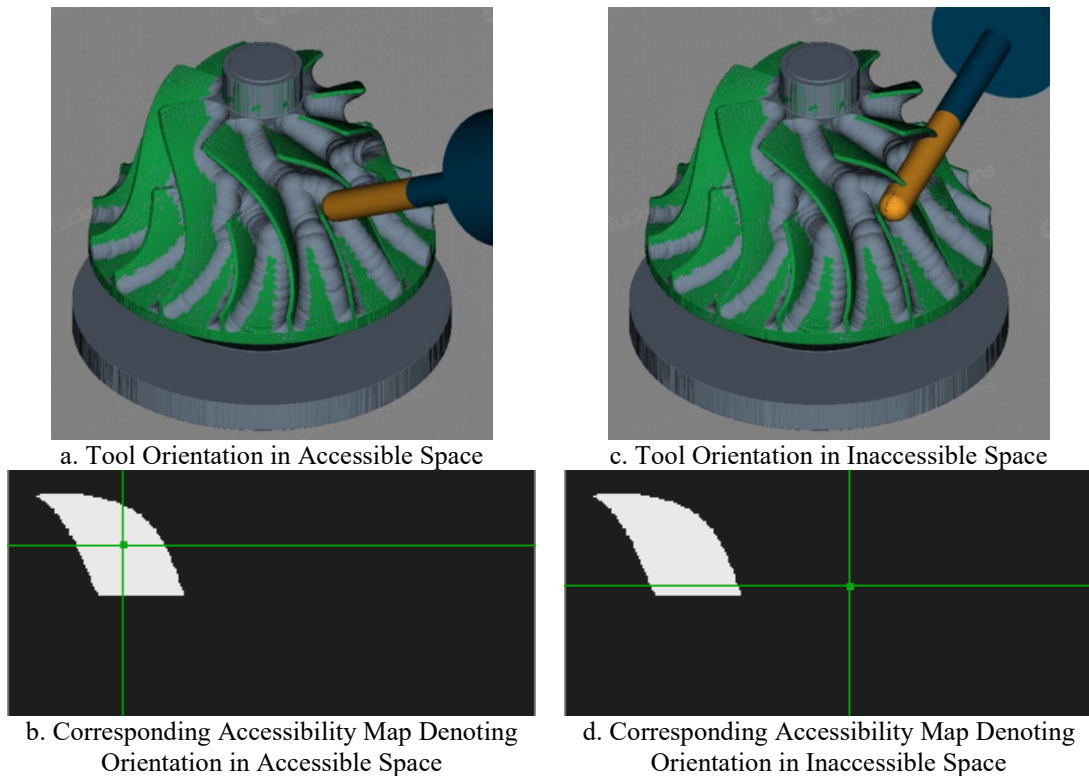 a. Tool Orientation in Accessible Space
c. Tool Orientation in Inaccessible Space
b. Corresponding Accessibility Map Denoting
Orientation in Accessible Space
d. Corresponding Accessibility Map Denoting
Orientation in Inaccessible Space